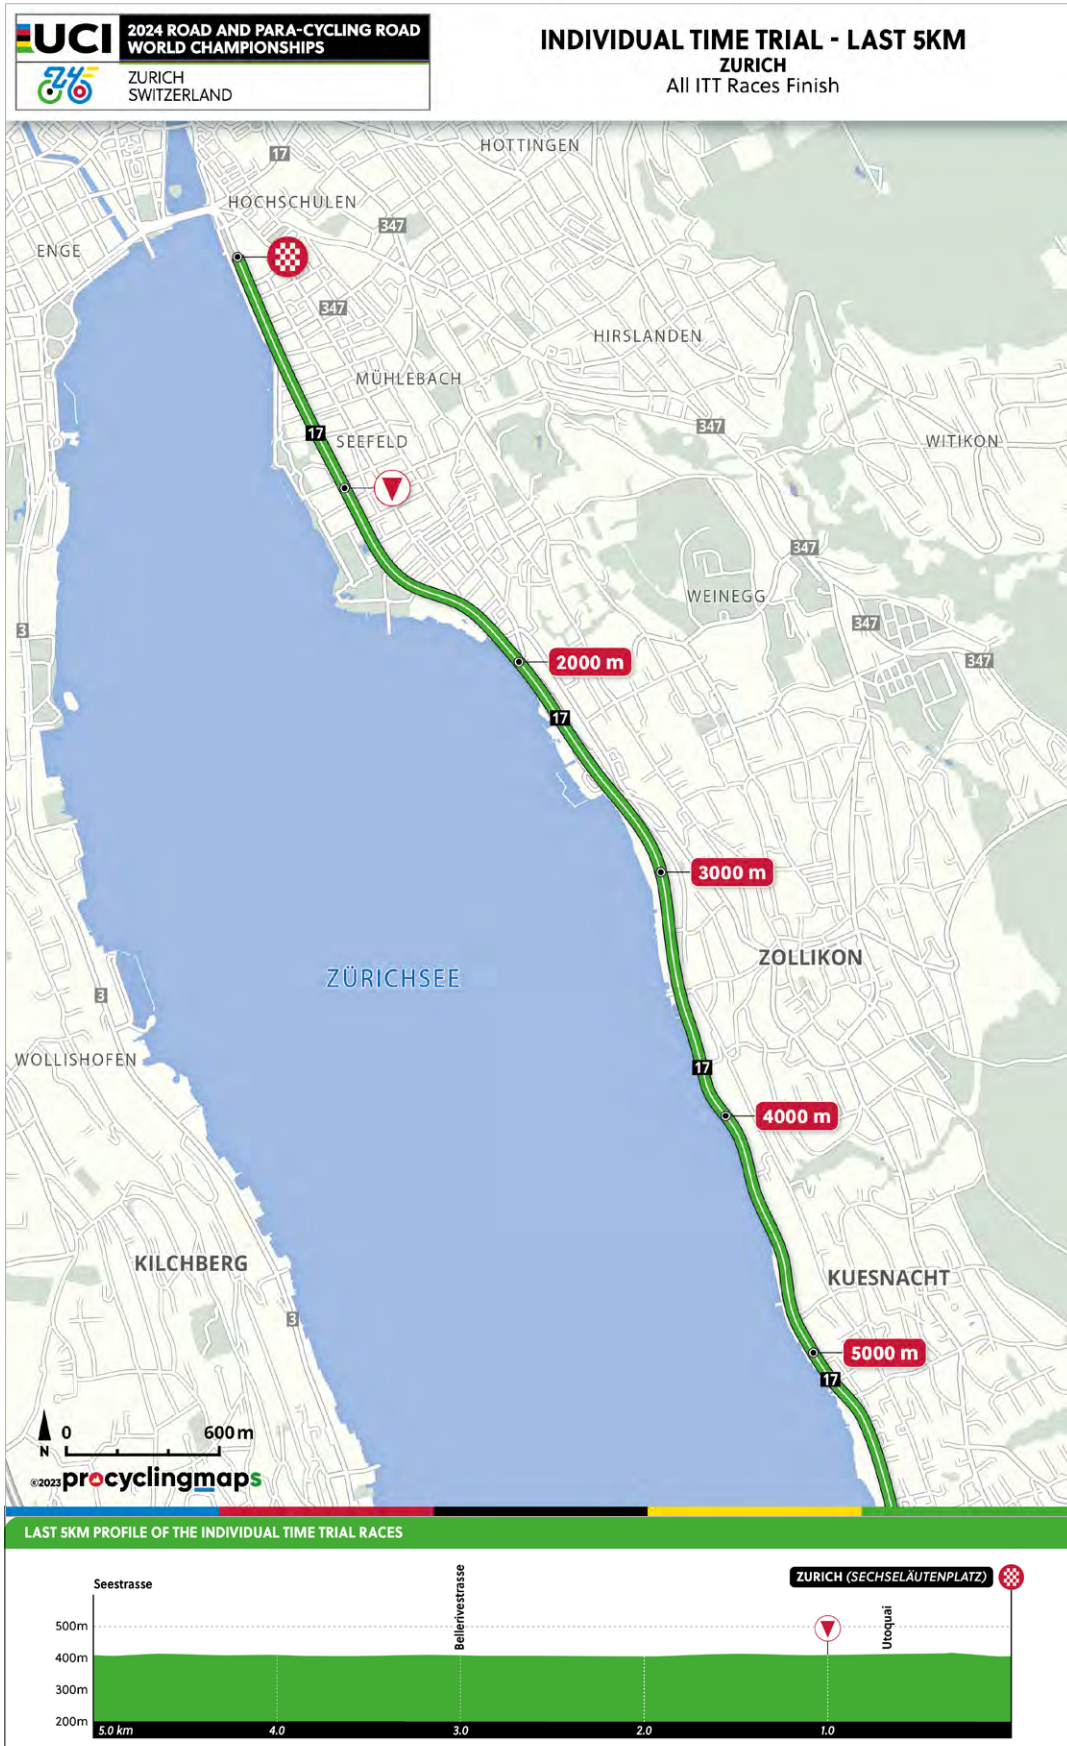 UCI
2024 ROAD AND PARA-CYCLING ROAD
WORLD CHAMPIONSHIPS
ZURICH
SWITZERLAND
INDIVIDUAL TIME TRIAL - LAST 5KM
ZURICH
All ITT Races Finish
HOTTINGEN
17
HOCHSCHULEN
347
ENGE
347
HIRSLANDEN
MÜHLEBACH
347
17
SEEFELD
WITIKON
347
WEINEGG
347
3
2000 m
347
17
3000 m
ZOLLIKON
ZÜRICHSEE
3
WOLLISHOFEN
17
4000 m
KILCHBERG
KUESNACHT
3
5000 m
17
N
0 600m
©2023 procyclingmaps
LAST 5KM PROFILE OF THE INDIVIDUAL TIME TRIAL RACES
ZURICH (SECHSELÄUTENPLATZ)
Seestrasse
Bellerivestrasse
Utoquai
500m
400m
300m
200m
5.0 km 4.0 3.0 2.0 1.0